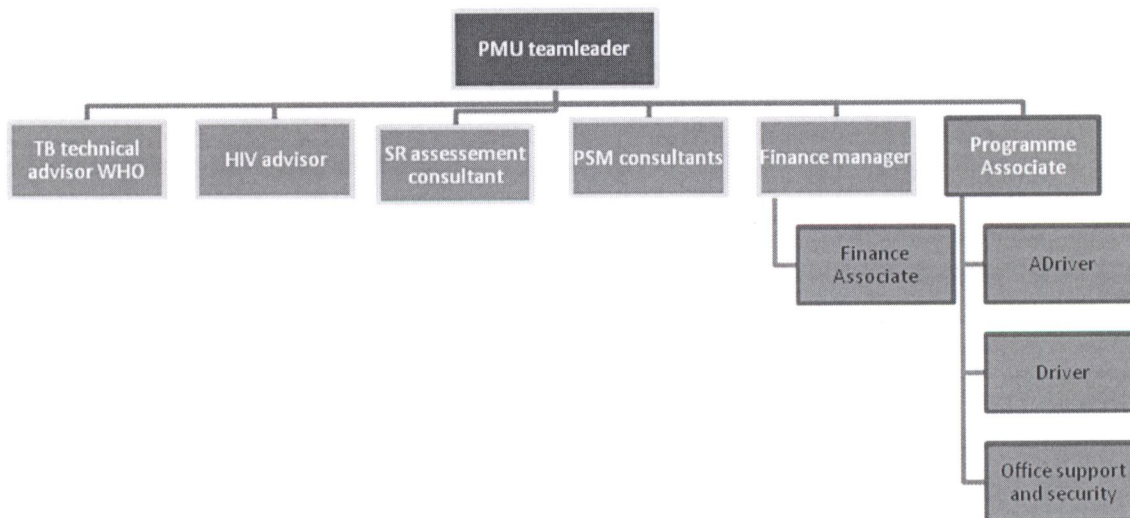 PMU teamleader
TB technical
advisor WHO
HIV advisor
SR assessement
consultant
PSM consultants
Finance manager
Programme
Associate
Finance
Associate
ADriver
Driver
Office support
and security